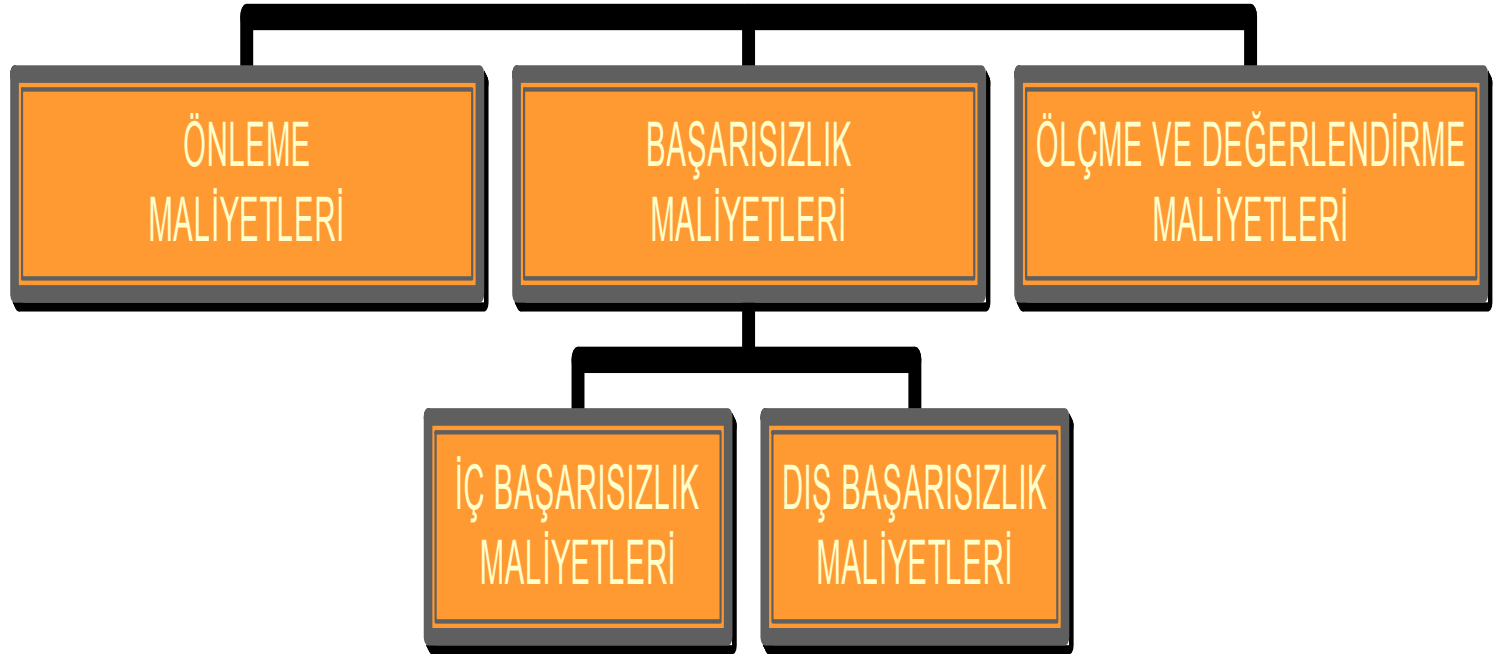 ÖNLEME
MALİYETLERİ
BAŞARISIZLIK
MALİYETLERİ
ÖLÇME VE DEĞERLENDİRME
MALİYETLERİ
İÇ BAŞARISIZLIK
MALİYETLERİ
DIŞ BAŞARISIZLIK
MALİYETLERİ